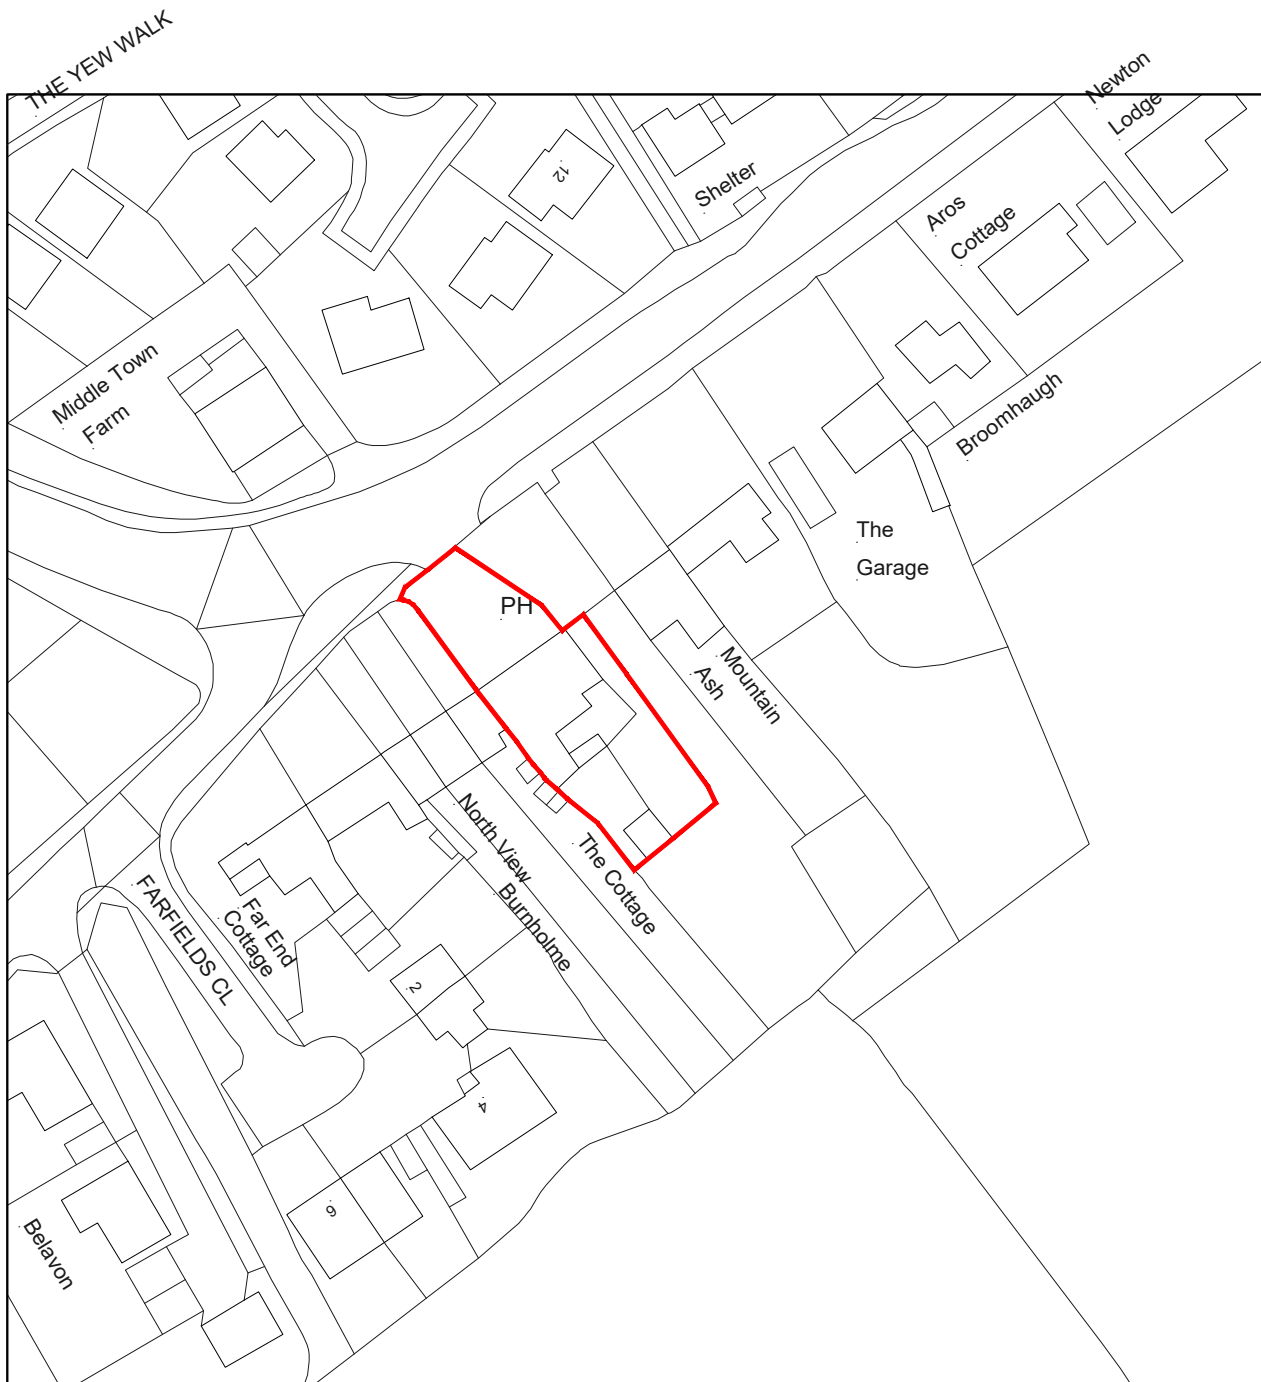 THE YEW WALK
Newton
Lodge
12
Shelter
Aros
Cottage
Middle Town
Farm
Broomhaugh
The
Garage
PH
Mountain
Ash
North View
The Cottage
Burnholme
FARFIELDS CL
Far End
Cottage
2
4
6
Belavon